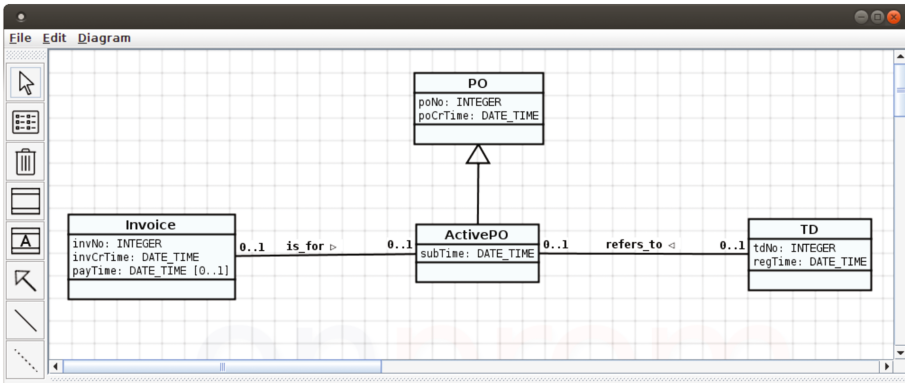 File Edit Diagram
PO
poNo: INTEGER
poCrTime: DATE_TIME
Invoice
invNo: INTEGER
invCrTime: DATE_TIME
payTime: DATE_TIME [0..1]
0..1 is_for ▷ 0..1
ActivePO
subTime: DATE_TIME
0..1 refers_to ◁ 0..1
TD
tdNo: INTEGER
regTime: DATE_TIME
A